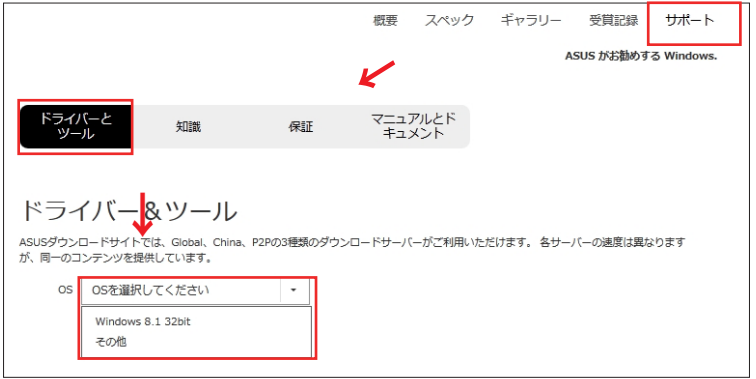 概要 スペック ギャラリー 受賞記録 サポート
ASUS がお勧めする Windows.
ドライバーと
ツール
知識
保証
マニュアルとド
キュメント
ドライバー＆ツール
ASUSダウンロードサイトでは、Global、China、P2Pの3種類のダウンロードサーバーがご利用いただけます。 各サーバーの速度は異なります
が、同一のコンテンツを提供しています。
OS OSを選択してください
Windows 8.1 32bit
その他